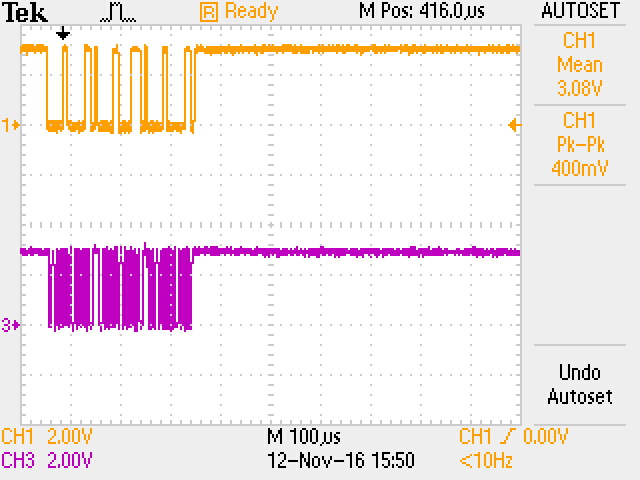 Tek R Ready M Pos: 416.0µs AUTOSET
CH1
Mean
3.08V
CH1
Pk-Pk
400mV
1
3
Undo
Autoset
CH1 2.00V M 100µs CH1 0.00V
CH3 2.00V 12-Nov-16 15:50 <10Hz